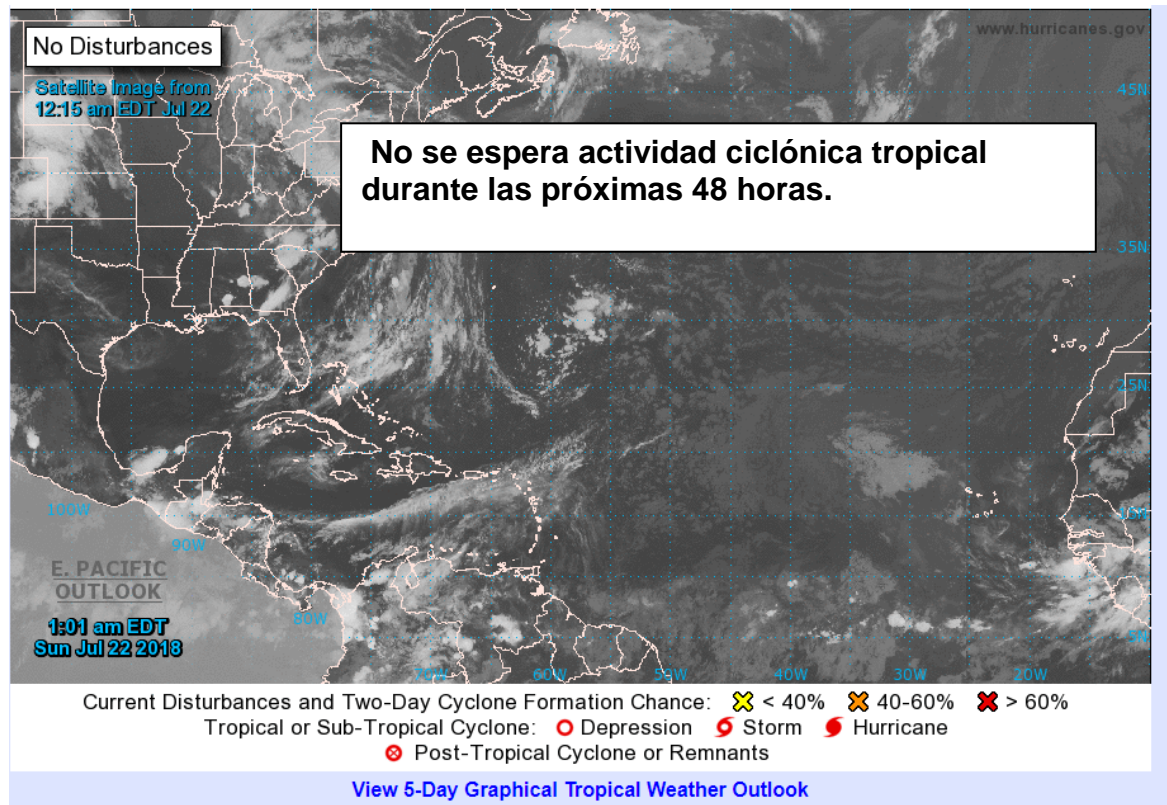 www.hurricanes.gov
No Disturbances
Satellite Image from
12:15 am EDT Jul 22
45N
No se espera actividad ciclónica tropical
durante las próximas 48 horas.
35N
25N
100W
15N
90W
E. PACIFIC
OUTLOOK
80W
1:01 am EDT
Sun Jul 22 2018
5N
70W 60W 50W 40W 30W 20W
Current Disturbances and Two-Day Cyclone Formation Chance: < 40% 40-60% > 60%
Tropical or Sub-Tropical Cyclone: Depression Storm Hurricane
Post-Tropical Cyclone or Remnants
View 5-Day Graphical Tropical Weather Outlook